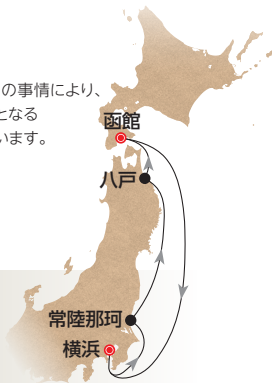 の事情により、
となる
います。
函館
八戸
常陸那珂
横浜